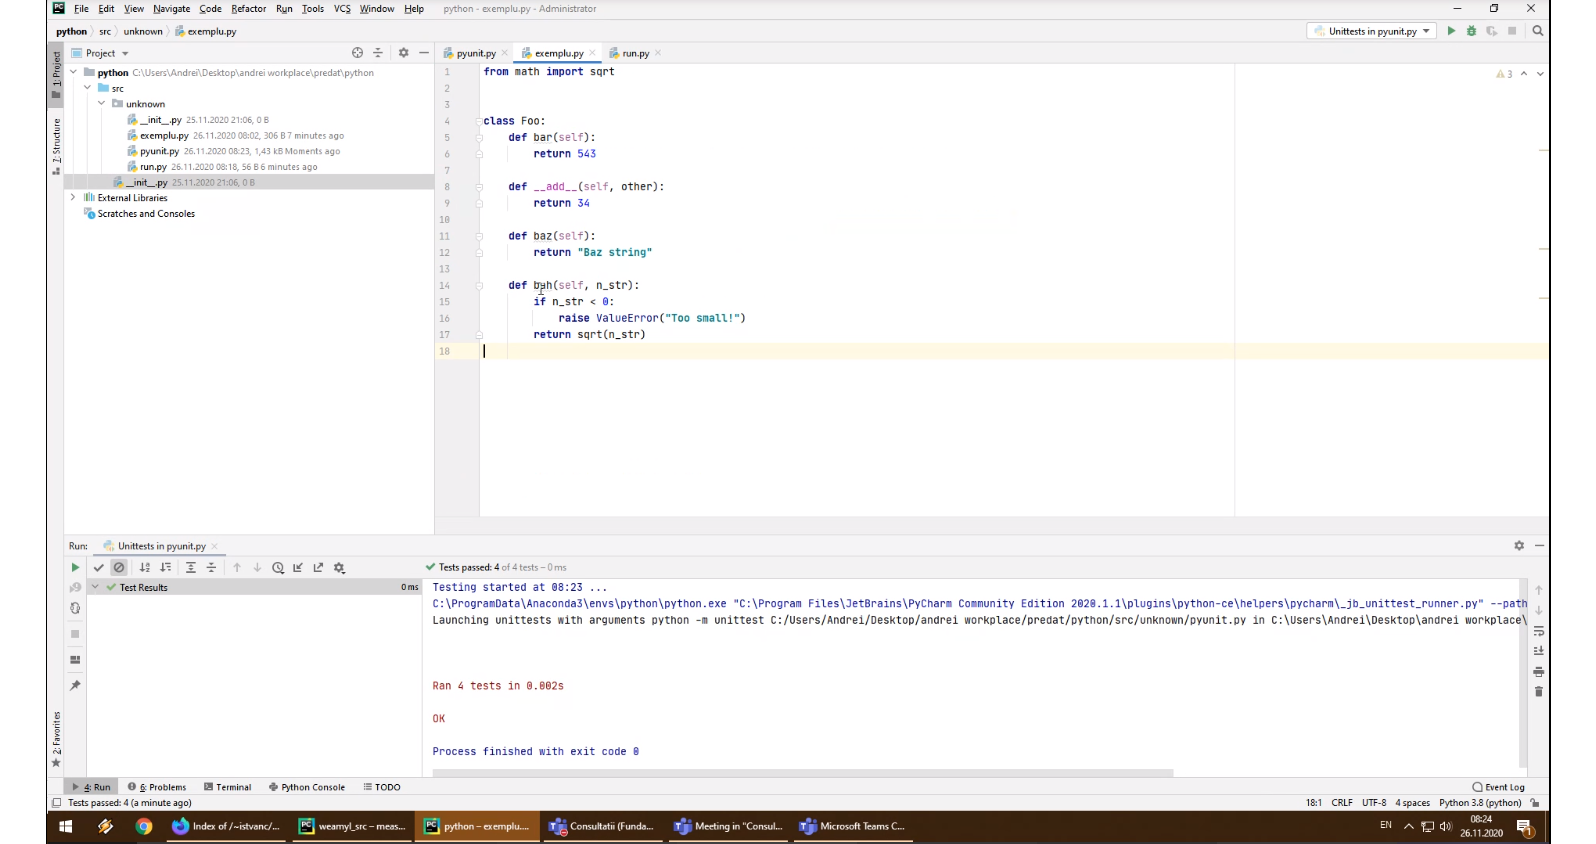 File Edit View Navigate Code Refactor Run Tools VCS Window Help python - exemplu.py - Administrator
python src unknown exemplu.py
Unittests in pyunit.py
1: Project
Project
pyunit.py exemplu.py run.py
python C:\Users\Andrei\Desktop\andrei workplace\predat\python
src
unknown
__init__.py 25.11.2020 21:06, 0 B
exemplu.py 26.11.2020 08:02, 306 B 7 minutes ago
pyunit.py 26.11.2020 08:23, 1,43 kB Moments ago
run.py 26.11.2020 08:18, 56 B 6 minutes ago
__init__.py 25.11.2020 21:06, 0 B
External Libraries
Scratches and Consoles
7: Structure
3
1 from math import sqrt
2
3
4 class Foo:
5 def bar(self):
6 return 543
7
8 def __add__(self, other):
9 return 34
10
11 def baz(self):
12 return "Baz string"
13
14 def bah(self, n_str):
15 if n_str < 0:
16 raise ValueError("Too small!")
17 return sqrt(n_str)
18
Run: Unittests in pyunit.py
Tests passed: 4 of 4 tests – 0 ms
Test Results 0 ms
Testing started at 08:23 ...
C:\ProgramData\Anaconda3\envs\python\python.exe "C:\Program Files\JetBrains\PyCharm Community Edition 2020.1.1\plugins\python-ce\helpers\pycharm\_jb_unittest_runner.py" --path
Launching unittests with arguments python -m unittest C:/Users/Andrei/Desktop/andrei workplace/predat/python/src/unknown/pyunit.py in C:\Users\Andrei\Desktop\andrei workplace\
Ran 4 tests in 0.002s
OK
Process finished with exit code 0
2: Favorites
4: Run 6: Problems Terminal Python Console TODO Event Log
Tests passed: 4 (a minute ago) 18:1 CRLF UTF-8 4 spaces Python 3.8 (python)
Index of /~istvanc/... weamyl_src – meas... python – exemplu.... Consultatii (Funda... Meeting in "Consul... Microsoft Teams C... EN 08:24
26.11.2020
1